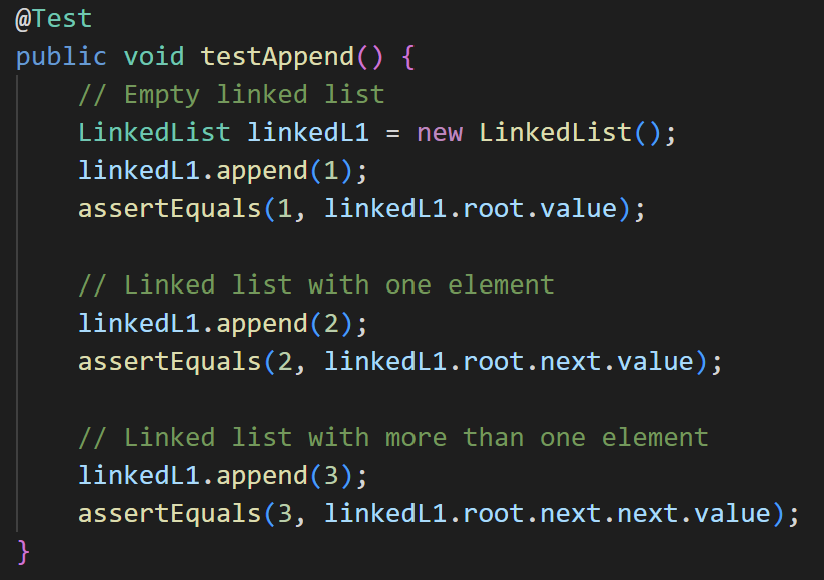 @Test
public void testAppend() {
    // Empty linked list
    LinkedList linkedL1 = new LinkedList();
    linkedL1.append(1);
    assertEquals(1, linkedL1.root.value);

    // Linked list with one element
    linkedL1.append(2);
    assertEquals(2, linkedL1.root.next.value);

    // Linked list with more than one element
    linkedL1.append(3);
    assertEquals(3, linkedL1.root.next.next.value);
}